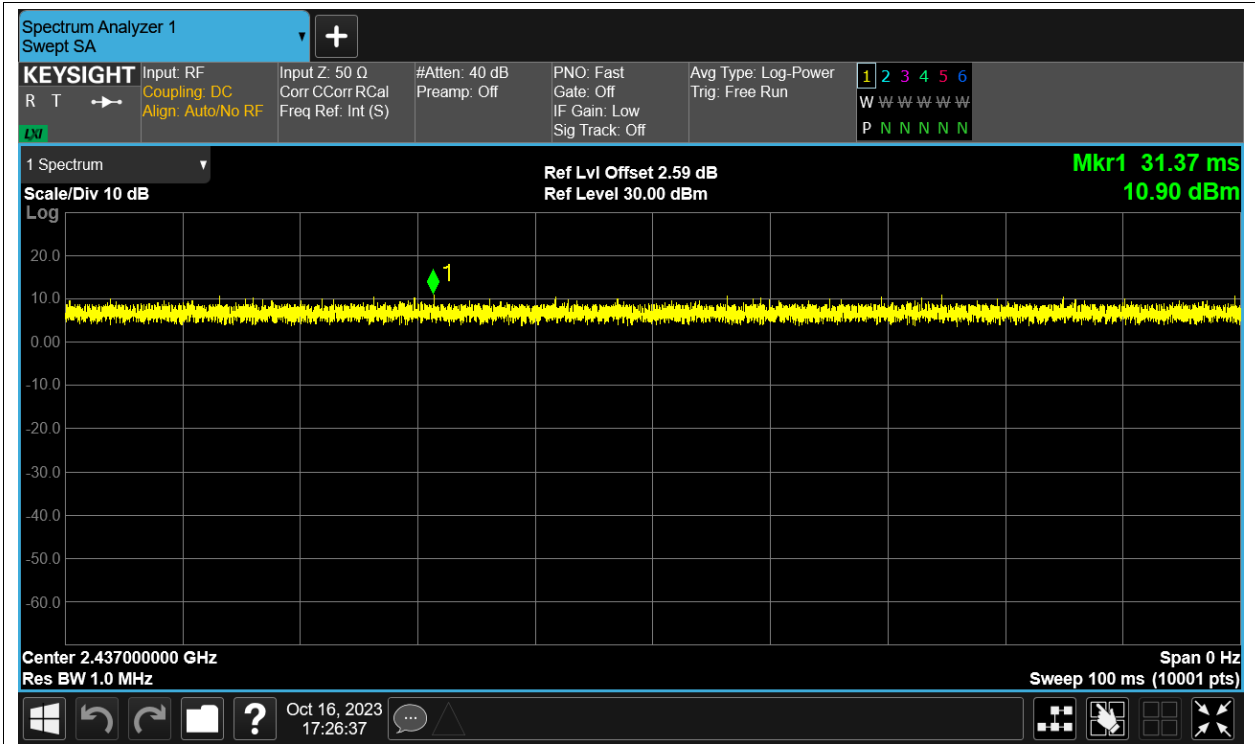 Spectrum Analyzer 1
Swept SA
KEYSIGHT
R T
LXI
Input: RF
Coupling: DC
Align: Auto/No RF
Input Z: 50 Ω
Corr CCorr RCal
Freq Ref: Int (S)
#Atten: 40 dB
Preamp: Off
PNO: Fast
Gate: Off
IF Gain: Low
Sig Track: Off
Avg Type: Log-Power
Trig: Free Run
1 2 3 4 5 6
W W W W W W
P N N N N N
1 Spectrum
Scale/Div 10 dB
Log
Ref Lvl Offset 2.59 dB
Ref Level 30.00 dBm
Mkr1 31.37 ms
10.90 dBm
20.0
1
10.0
0.00
-10.0
-20.0
-30.0
-40.0
-50.0
-60.0
Center 2.437000000 GHz
Res BW 1.0 MHz
Span 0 Hz
Sweep 100 ms (10001 pts)
?
Oct 16, 2023
17:26:37